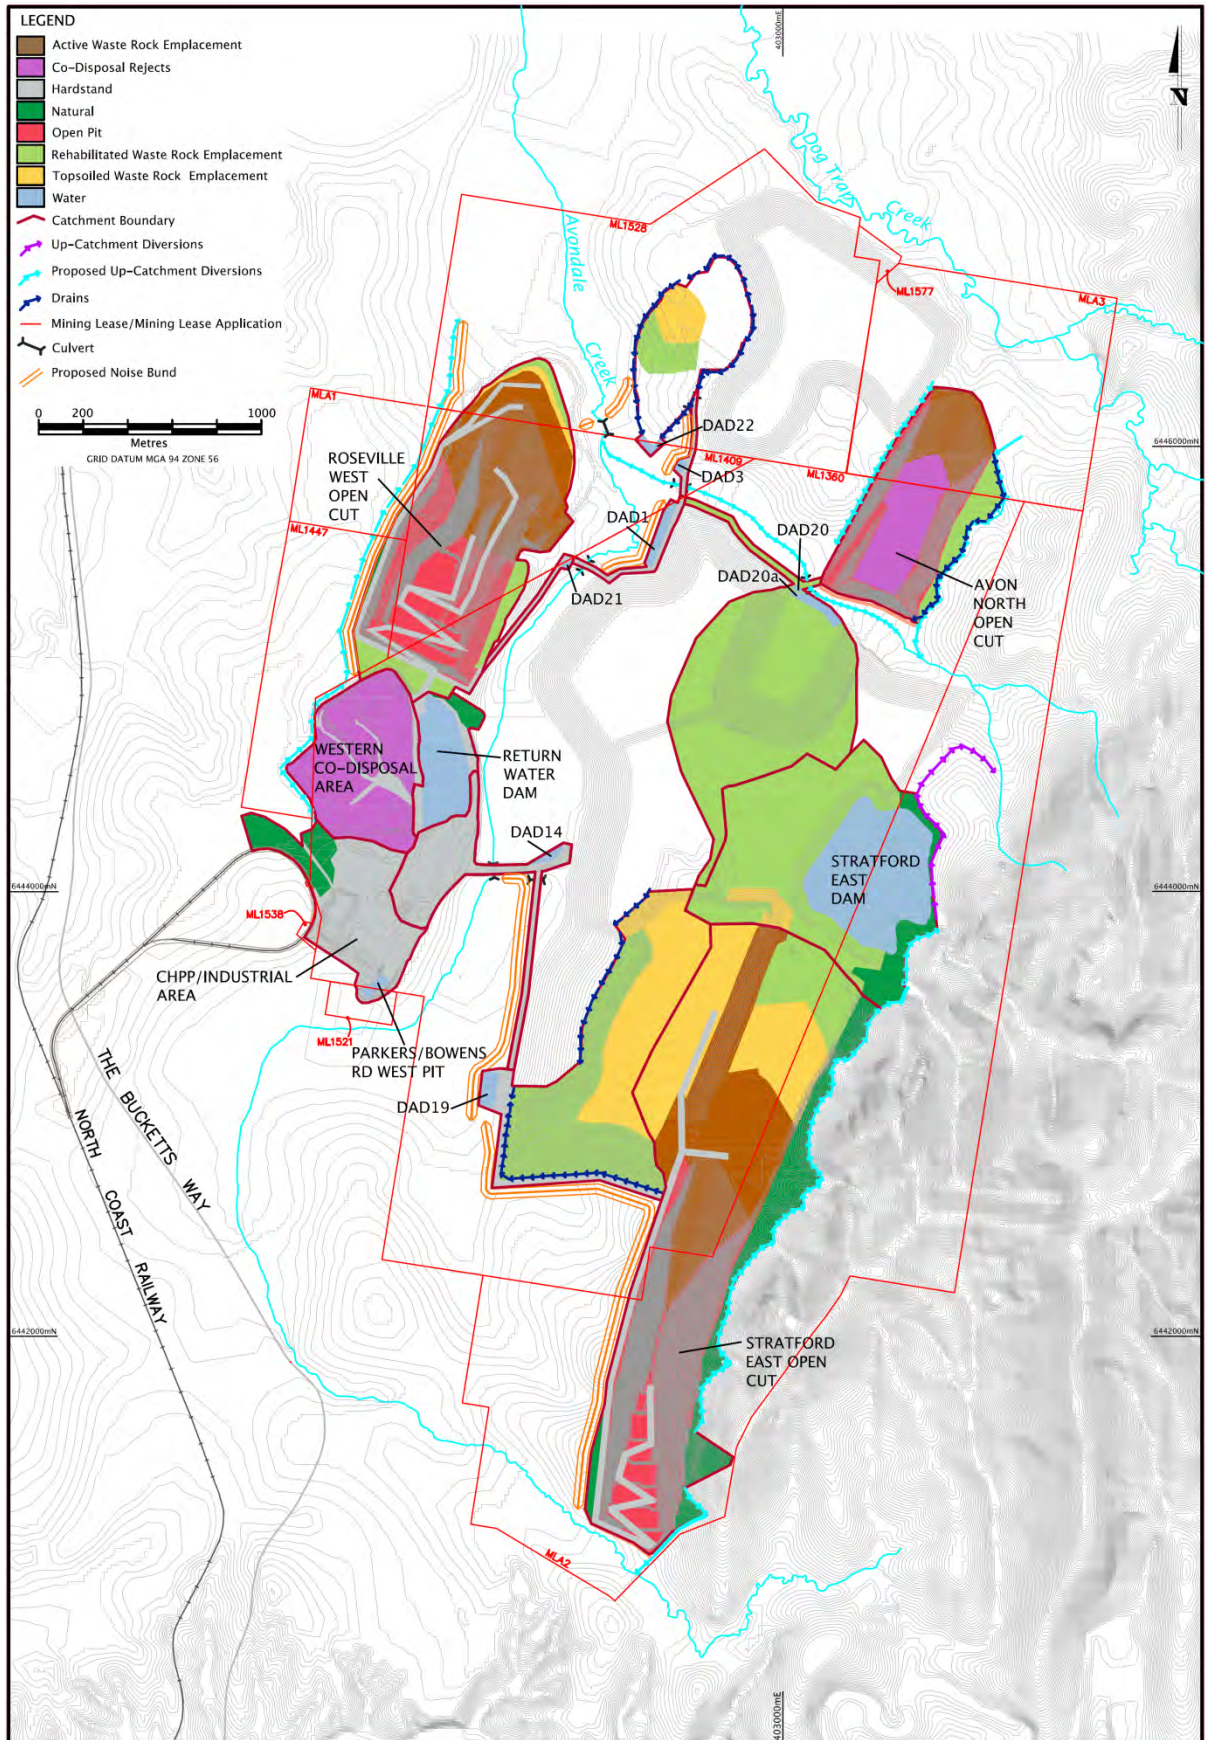 LEGEND
Active Waste Rock Emplacement
Co-Disposal Rejects
Hardstand
Natural
Open Pit
Rehabilitated Waste Rock Emplacement
Topsoiled Waste Rock Emplacement
Water
Catchment Boundary
Up-Catchment Diversions
Proposed Up-Catchment Diversions
Drains
Mining Lease/Mining Lease Application
Culvert
Proposed Noise Bund
0 200 1000
Metres
GRID DATUM MGA 94 ZONE 56
403000mE
N
Dog Trap
Creek
Avondale
Creek
ML1528
ML1577
MLA3
MLA1
6446000mN
DAD22
ML1409
DAD3
ML1360
ROSEVILLE
WEST
OPEN
CUT
ML1447
DAD1
DAD20
DAD20a
DAD21
AVON
NORTH
OPEN
CUT
WESTERN
CO-DISPOSAL
AREA
RETURN
WATER
DAM
DAD14
STRATFORD
EAST
DAM
6444000mN
6444000mN
ML1538
CHPP/INDUSTRIAL
AREA
ML1521
PARKERS/BOWENS
RD WEST PIT
DAD19
THE BUCKETTS WAY
NORTH COAST RAILWAY
6442000mN
6442000mN
STRATFORD
EAST OPEN
CUT
MLA2
403000mE